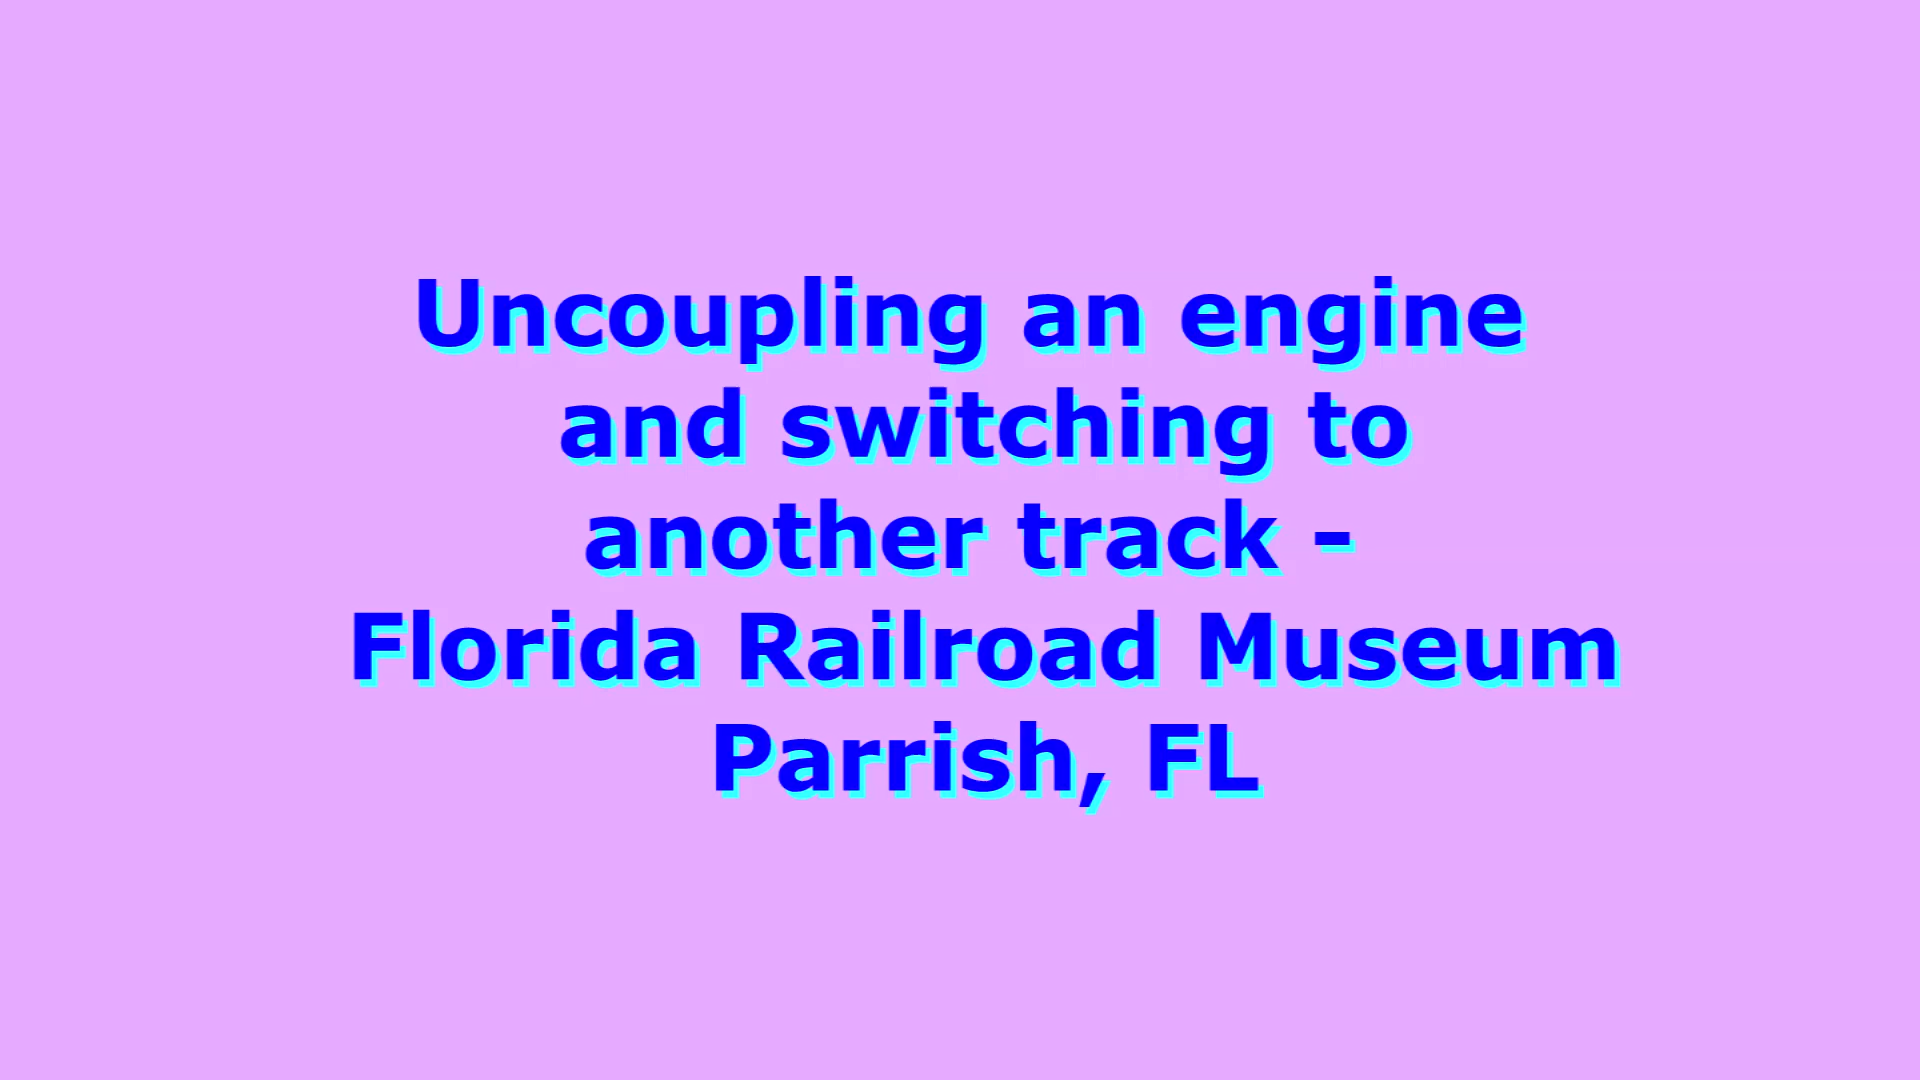 Uncoupling an engine
and switching to
another track -
Florida Railroad Museum
Parrish, FL